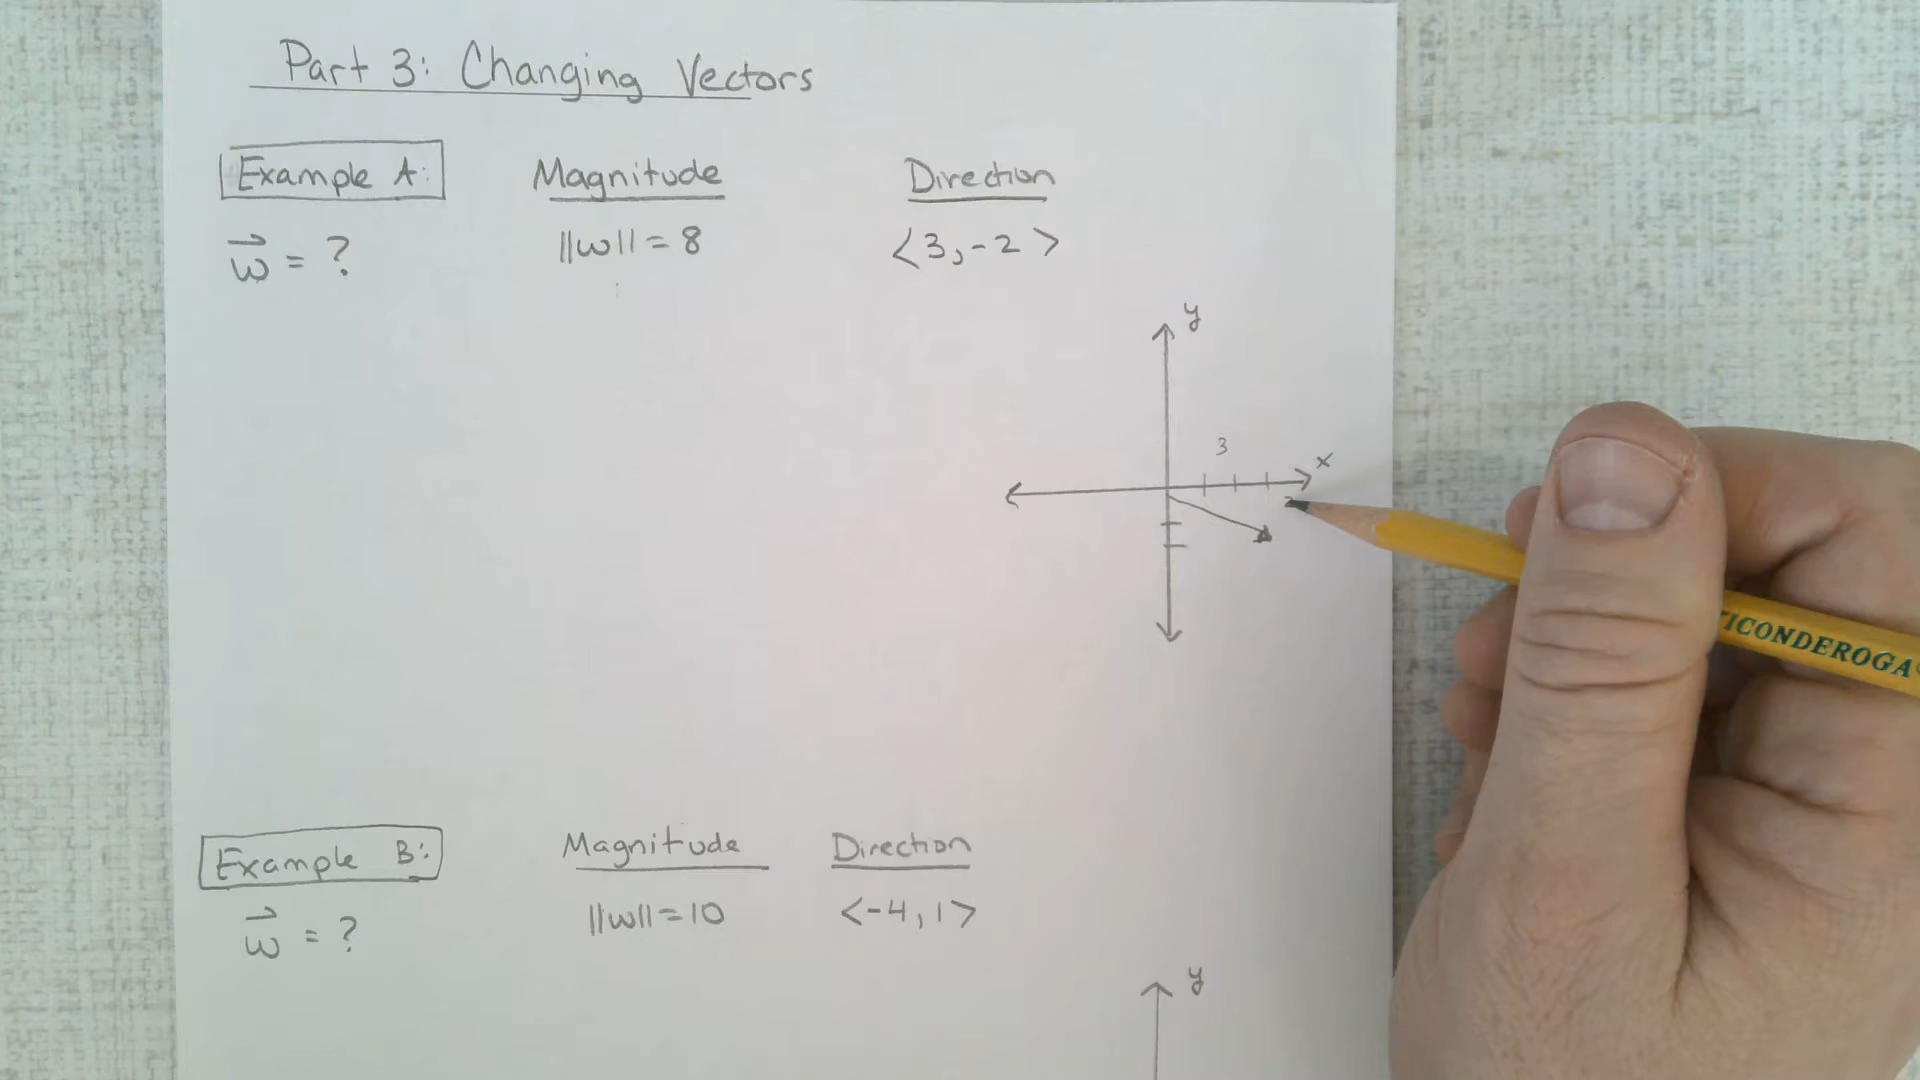 Part 3: Changing Vectors
Example A: Magnitude Direction
w = ? ||w|| = 8 <3, -2>
y
3
x
TICONDEROGA
Example B: Magnitude Direction
w = ? ||w|| = 10 <-4, 1>
y